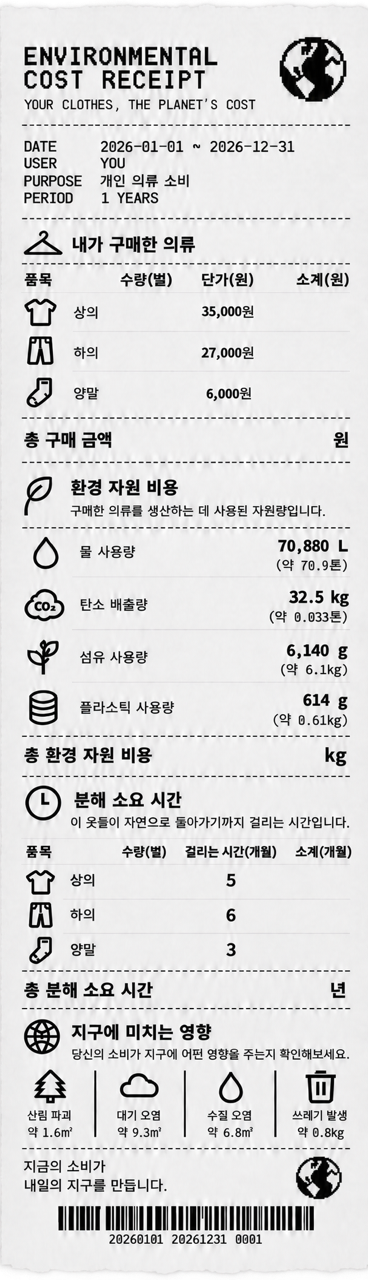 ENVIRONMENTAL
COST RECEIPT
YOUR CLOTHES, THE PLANET'S COST
DATE 2026-01-01 ~ 2026-12-31
USER YOU
PURPOSE 개인 의류 소비
PERIOD 1 YEARS
내가 구매한 의류
품목 수량(벌) 단가(원) 소계(원)
상의 35,000원
하의 27,000원
양말 6,000원
총 구매 금액 원
환경 자원 비용
구매한 의류를 생산하는 데 사용된 자원량입니다.
물 사용량 70,880 L
(약 70.9톤)
CO₂ 탄소 배출량 32.5 kg
(약 0.033톤)
섬유 사용량 6,140 g
(약 6.1kg)
플라스틱 사용량 614 g
(약 0.61kg)
총 환경 자원 비용 kg
분해 소요 시간
이 옷들이 자연으로 돌아가기까지 걸리는 시간입니다.
품목 수량(벌) 걸리는 시간(개월) 소계(개월)
상의 5
하의 6
양말 3
총 분해 소요 시간 년
지구에 미치는 영향
당신의 소비가 지구에 어떤 영향을 주는지 확인해보세요.
산림 파괴 대기 오염 수질 오염 쓰레기 발생
약 1.6m² 약 9.3m² 약 6.8m² 약 0.8kg
지금의 소비가
내일의 지구를 만듭니다.
20260101 20261231 0001